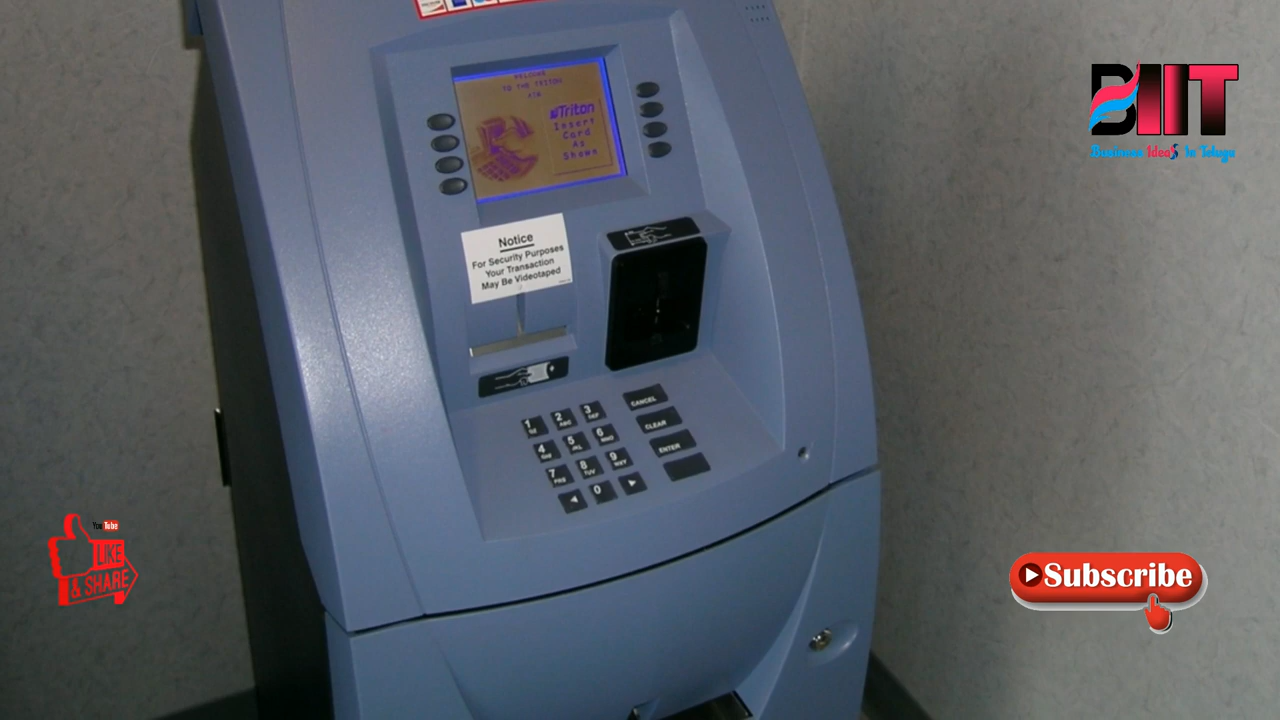 WELCOME
TO THE TRITON
ATM
Triton
Insert
Card
As
Shown
Notice
For Security Purposes
Your Transaction
May Be Videotaped
1
2 ABC
3 DEF
CANCEL
4 GHI
5 JKL
6 MNO
CLEAR
7 PRS
8 TUV
9 WXY
ENTER
0
BIIT
Business Ideas In Telugu
You Tube
LIKE
& SHARE
Subscribe